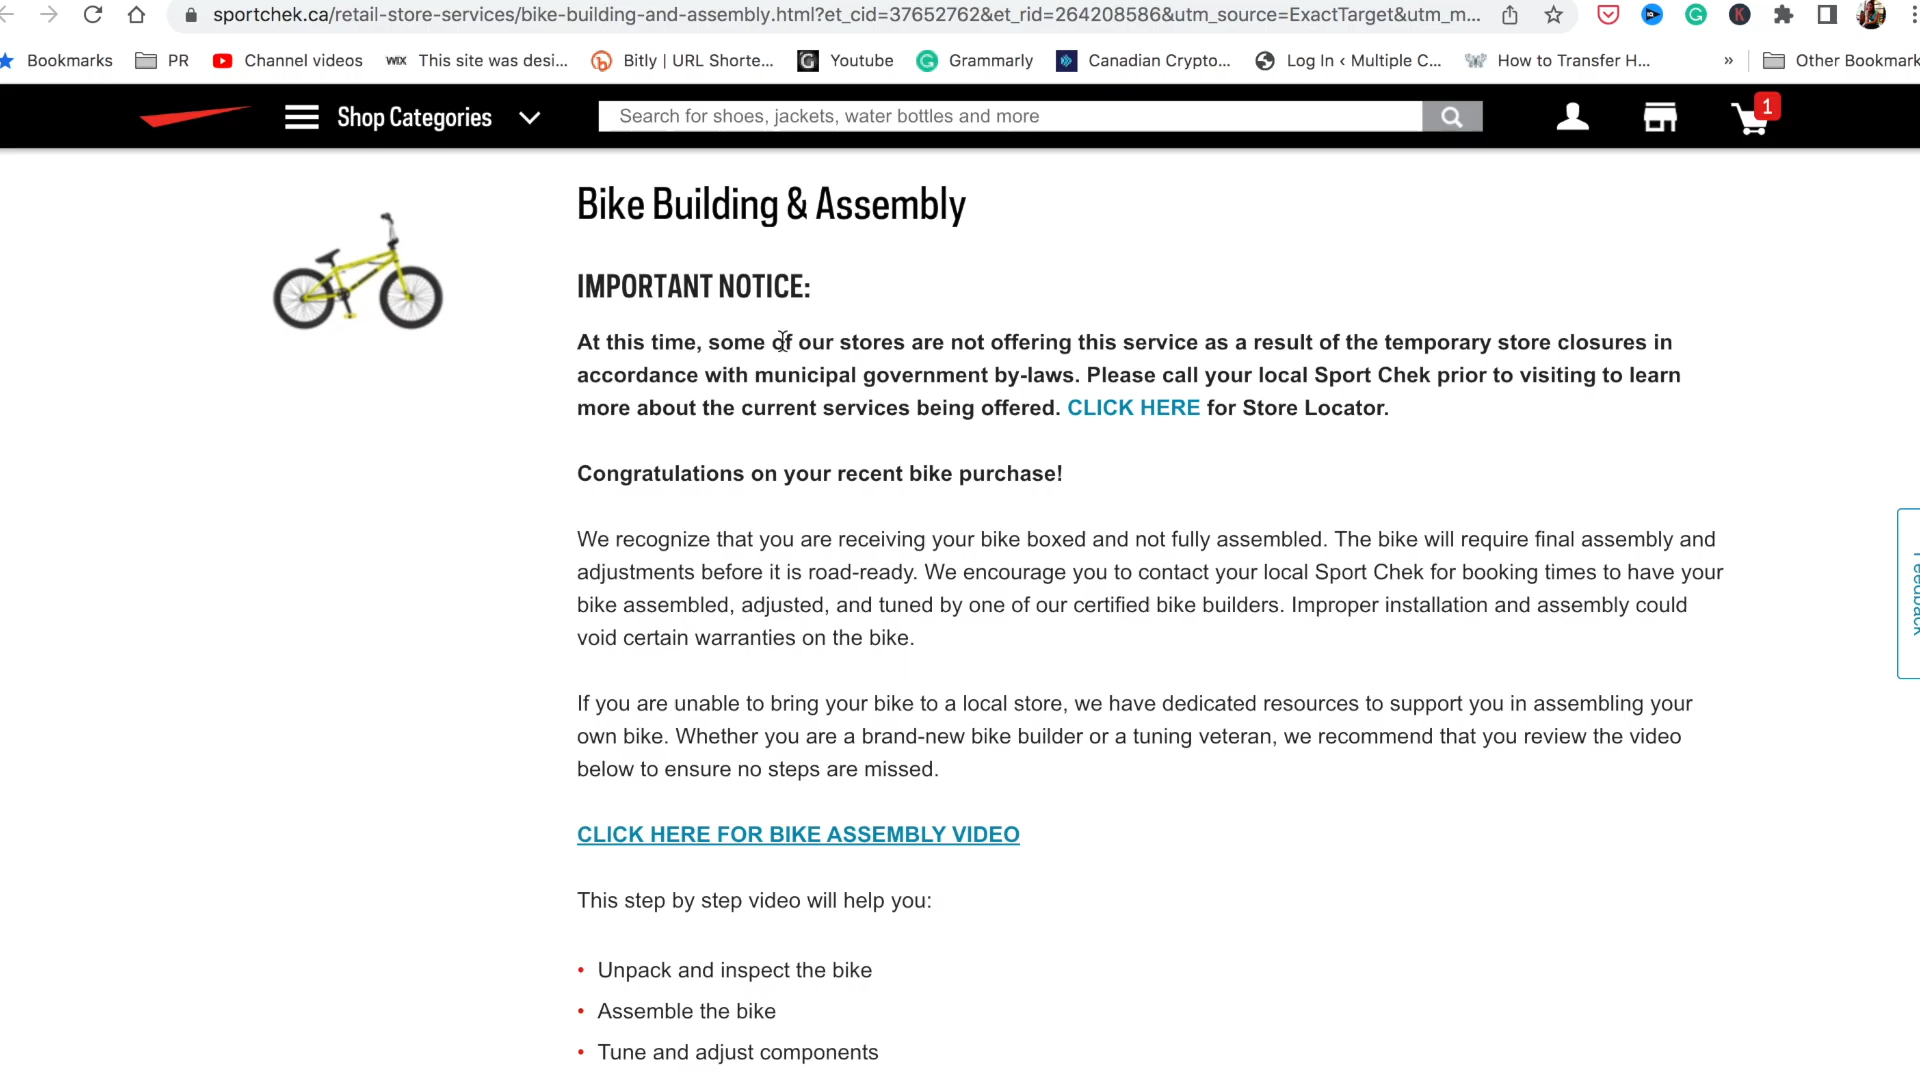 sportchek.ca/retail-store-services/bike-building-and-assembly.html?et_cid=37652762&et_rid=264208586&utm_source=ExactTarget&utm_m...
Bookmarks PR Channel videos WIX This site was desi... Bitly | URL Shorte... Youtube Grammarly Canadian Crypto... Log In ‹ Multiple C... How to Transfer H... » Other Bookmark
Shop Categories Search for shoes, jackets, water bottles and more 1
Bike Building & Assembly
IMPORTANT NOTICE:
At this time, some of our stores are not offering this service as a result of the temporary store closures in
accordance with municipal government by-laws. Please call your local Sport Chek prior to visiting to learn
more about the current services being offered. CLICK HERE for Store Locator.
Congratulations on your recent bike purchase!
We recognize that you are receiving your bike boxed and not fully assembled. The bike will require final assembly and
adjustments before it is road-ready. We encourage you to contact your local Sport Chek for booking times to have your
bike assembled, adjusted, and tuned by one of our certified bike builders. Improper installation and assembly could
void certain warranties on the bike.
Feedback
If you are unable to bring your bike to a local store, we have dedicated resources to support you in assembling your
own bike. Whether you are a brand-new bike builder or a tuning veteran, we recommend that you review the video
below to ensure no steps are missed.
CLICK HERE FOR BIKE ASSEMBLY VIDEO
This step by step video will help you:
• Unpack and inspect the bike
• Assemble the bike
• Tune and adjust components